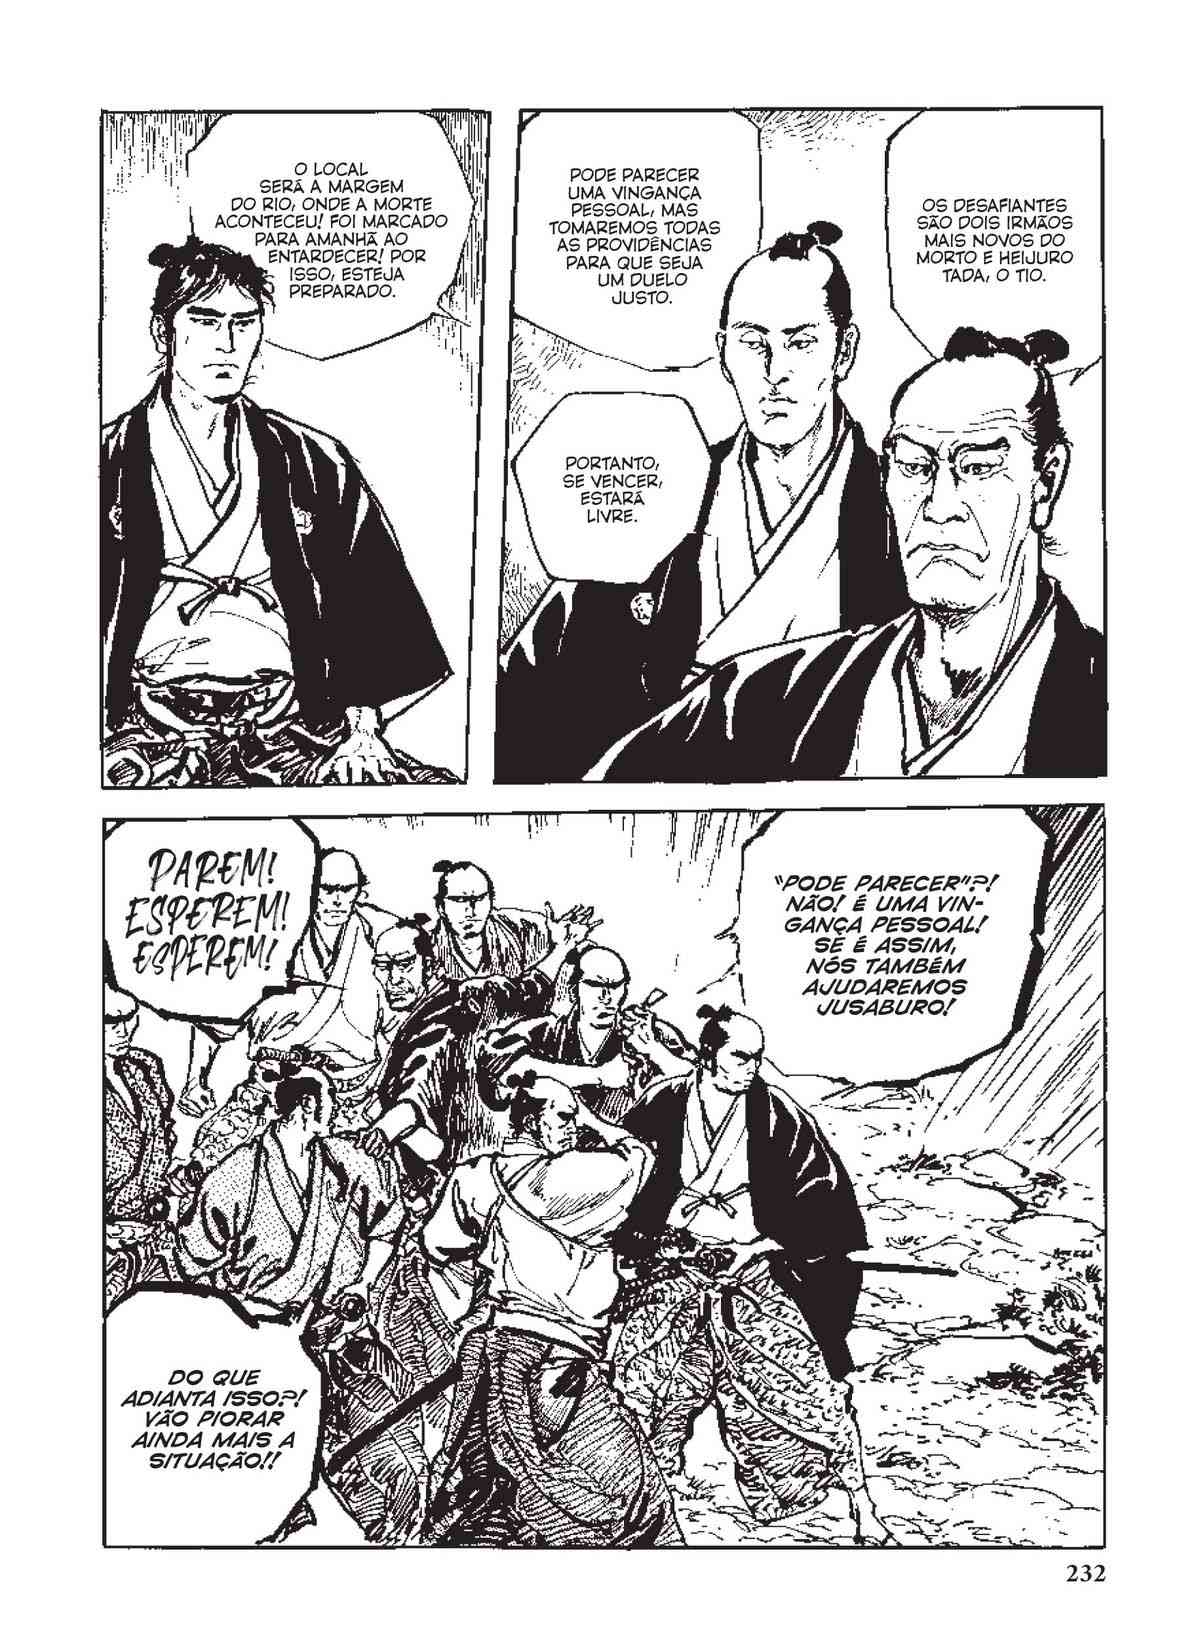 OS DESAFIANTES
SÃO DOIS IRMÃOS
MAIS NOVOS DO
MORTO E HEIJURO
TADA, O TIO.
PODE PARECER
UMA VINGANÇA
PESSOAL, MAS
TOMAREMOS TODAS
AS PROVIDÊNCIAS
PARA QUE SEJA
UM DUELO
JUSTO.
PORTANTO,
SE VENCER,
ESTARÁ
LIVRE.
O LOCAL
SERÁ A MARGEM
DO RIO, ONDE A MORTE
ACONTECEU! FOI MARCADO
PARA AMANHÃ AO
ENTARDECER! POR
ISSO, ESTEJA
PREPARADO.
“PODE PARECER”?!
NÃO! É UMA VIN-
GANÇA PESSOAL!
SE É ASSIM,
NÓS TAMBÉM
AJUDAREMOS
JUSABURO!
PAREM!
ESPEREM!
ESPEREM!
DO QUE
ADIANTA ISSO?!
VÃO PIORAR
AINDA MAIS A
SITUAÇÃO!!
232